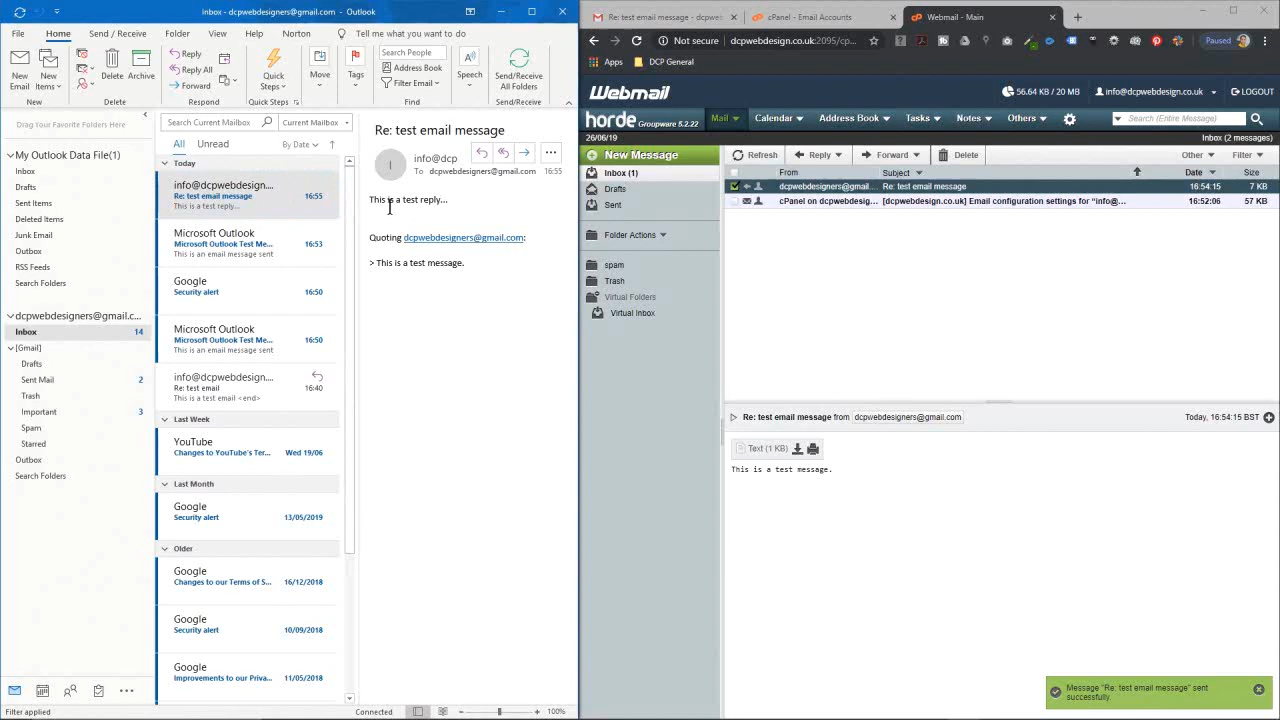 inbox - dcpwebdesigners@gmail.com - Outlook
File Home Send / Receive Folder View Help Norton Tell me what you want to do
New Email
New Items
Delete
Archive
Reply
Reply All
Forward
Quick Steps
Move
Tags
Search People
Address Book
Filter Email
Speech
Send/Receive All Folders
New Delete Respond Quick Steps Find Send/Receive
Drag Your Favorite Folders Here
My Outlook Data File(1)
Inbox
Drafts
Sent Items
Deleted Items
Junk Email
Outbox
RSS Feeds
Search Folders
dcpwebdesigners@gmail.c...
Inbox 14
[Gmail]
Drafts
Sent Mail 2
Trash
Important 3
Spam
Starred
Outbox
Search Folders
Filter applied
Search Current Mailbox Current Mailbox
All Unread By Date
Today
info@dcpwebdesign....
Re: test email message 16:55
This is a test reply...
Microsoft Outlook
Microsoft Outlook Test Me... 16:53
This is an email message sent
Google
Security alert 16:50
Microsoft Outlook
Microsoft Outlook Test Me... 16:50
This is an email message sent
info@dcpwebdesign....
Re: test email 16:40
This is a test email <end>
Last Week
YouTube
Changes to YouTube's Ter... Wed 19/06
Last Month
Google
Security alert 13/05/2019
Older
Google
Changes to our Terms of S... 16/12/2018
Google
Security alert 10/09/2018
Google
Improvements to our Priva... 11/05/2018
Re: test email message
I
info@dcp
To dcpwebdesigners@gmail.com 16:55
This is a test reply...
Quoting dcpwebdesigners@gmail.com:
> This is a test message.
Connected 100%
Re: test email message - dcpwe
cPanel - Email Accounts
Webmail - Main
Not secure dcpwebdesign.co.uk:2095/cp... Paused
Apps DCP General
Webmail 56.64 KB / 20 MB info@dcpwebdesign.co.uk LOGOUT
horde Groupware 5.2.22 Mail Calendar Address Book Tasks Notes Others Search (Entire Message)
26/06/19 Inbox (2 messages)
New Message Refresh Reply Forward Delete Other Filter
From Subject Date Size
dcpwebdesigners@gmail.... Re: test email message 16:54:15 7 KB
cPanel on dcpwebdesig... [dcpwebdesign.co.uk] Email configuration settings for “info@... 16:52:06 57 KB
Inbox (1)
Drafts
Sent
Folder Actions
spam
Trash
Virtual Folders
Virtual Inbox
Re: test email message from dcpwebdesigners@gmail.com Today, 16:54:15 BST
Text (1 KB)
This is a test message.
Message "Re: test email message" sent
successfully.